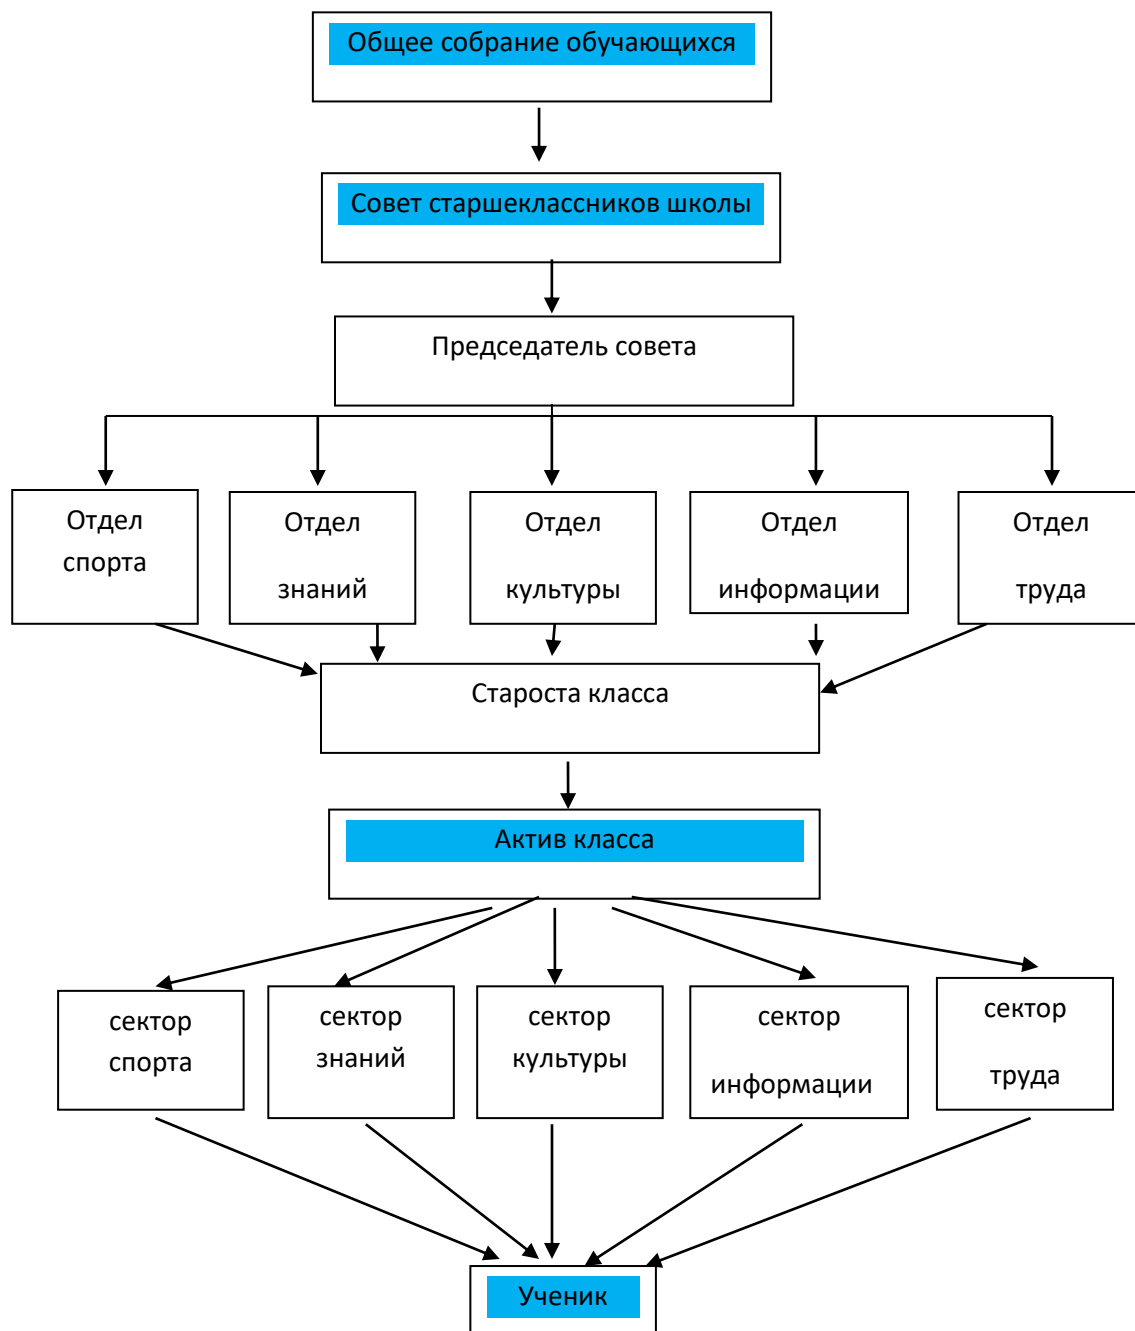 Общее собрание обучающихся
Совет старшеклассников школы
Председатель совета
Отдел
спорта
Отдел
знаний
Отдел
культуры
Отдел
информации
Отдел
труда
Староста класса
Актив класса
сектор
спорта
сектор
знаний
сектор
культуры
сектор
информации
сектор
труда
Ученик